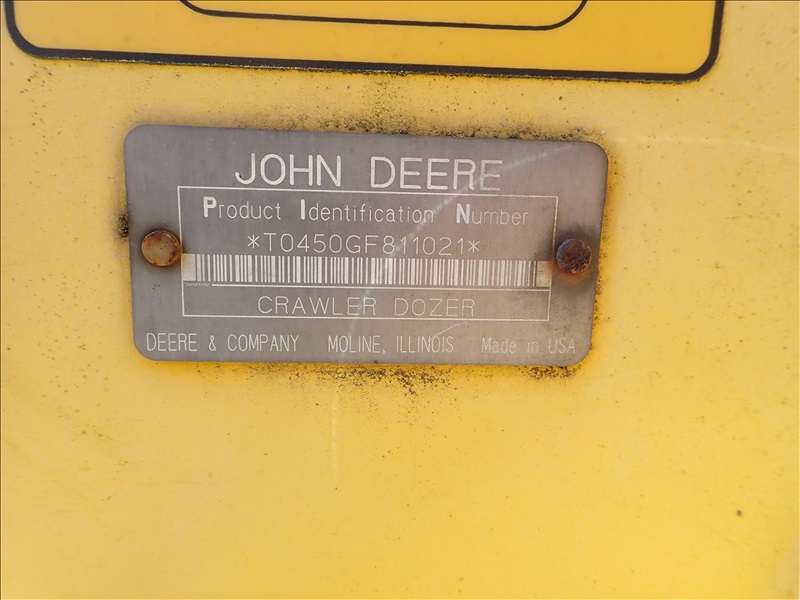 JOHN DEERE
Product Identification Number
*T0450GF811021*
CRAWLER DOZER
DEERE & COMPANY MOLINE, ILLINOIS Made in USA